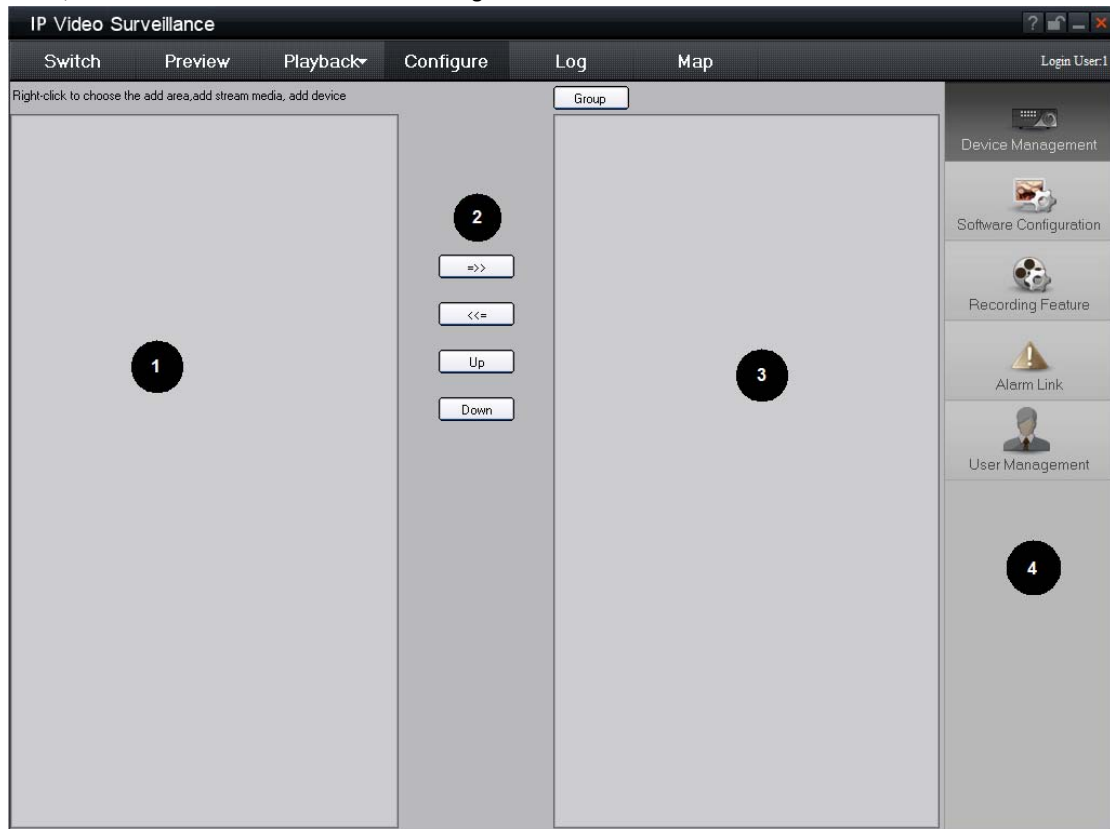 IP Video Surveillance
Switch Preview Playback Configure Log Map Login User:1
Right-click to choose the add area,add stream media, add device
Group
Device Management
Software Configuration
Recording Feature
Alarm Link
User Management
2
=>>
<<=
Up
Down
1
3
4